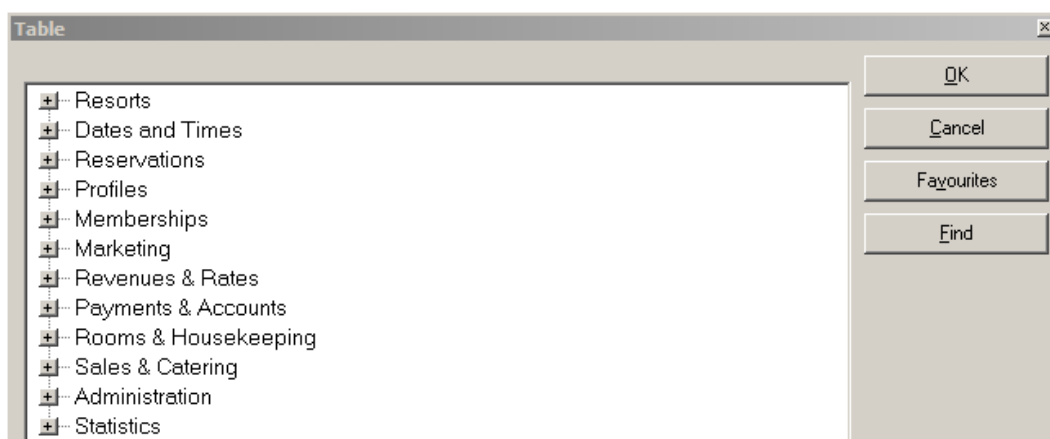 Table
OK
Cancel
Favourites
Find
Resorts
Dates and Times
Reservations
Profiles
Memberships
Marketing
Revenues & Rates
Payments & Accounts
Rooms & Housekeeping
Sales & Catering
Administration
Statistics